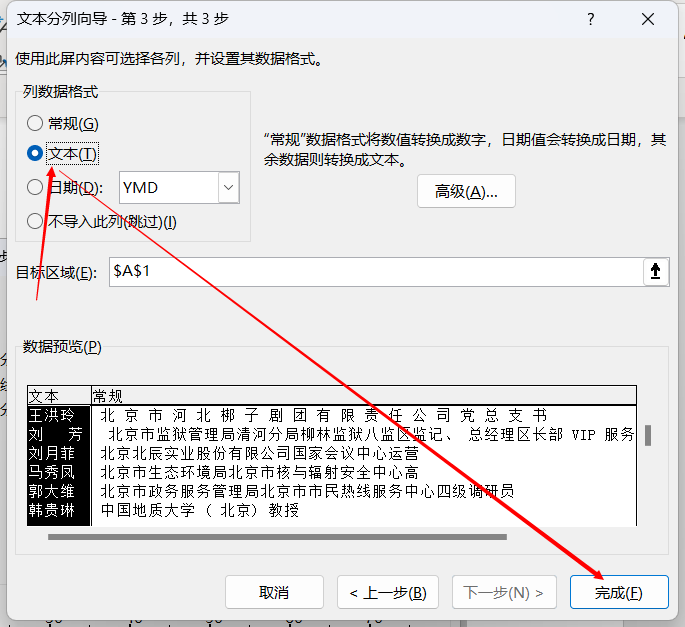 文本分列向导 - 第 3 步，共 3 步
使用此屏内容可选择各列，并设置其数据格式。
列数据格式
常规(G)
文本(T)
日期(D): YMD
不导入此列(跳过)(I)
“常规”数据格式将数值转换成数字，日期值会转换成日期，其
余数据则转换成文本。
高级(A)...
目标区域(E): $A$1
数据预览(P)
文本 常规
王洪玲 北 京 市 河 北 梆 子 剧 团 有 限 责 任 公 司 党 总 支 书
刘 芳 北京市监狱管理局清河分局柳林监狱八监区监记、 总经理区长部 VIP 服务
刘月菲 北京北辰实业股份有限公司国家会议中心运营
马秀凤 北京市生态环境局北京市核与辐射安全中心高
郭大维 北京市政务服务管理局北京市市民热线服务中心四级调研员
韩贵琳 中国地质大学（ 北京）教授
取消
< 上一步(B)
下一步(N) >
完成(F)